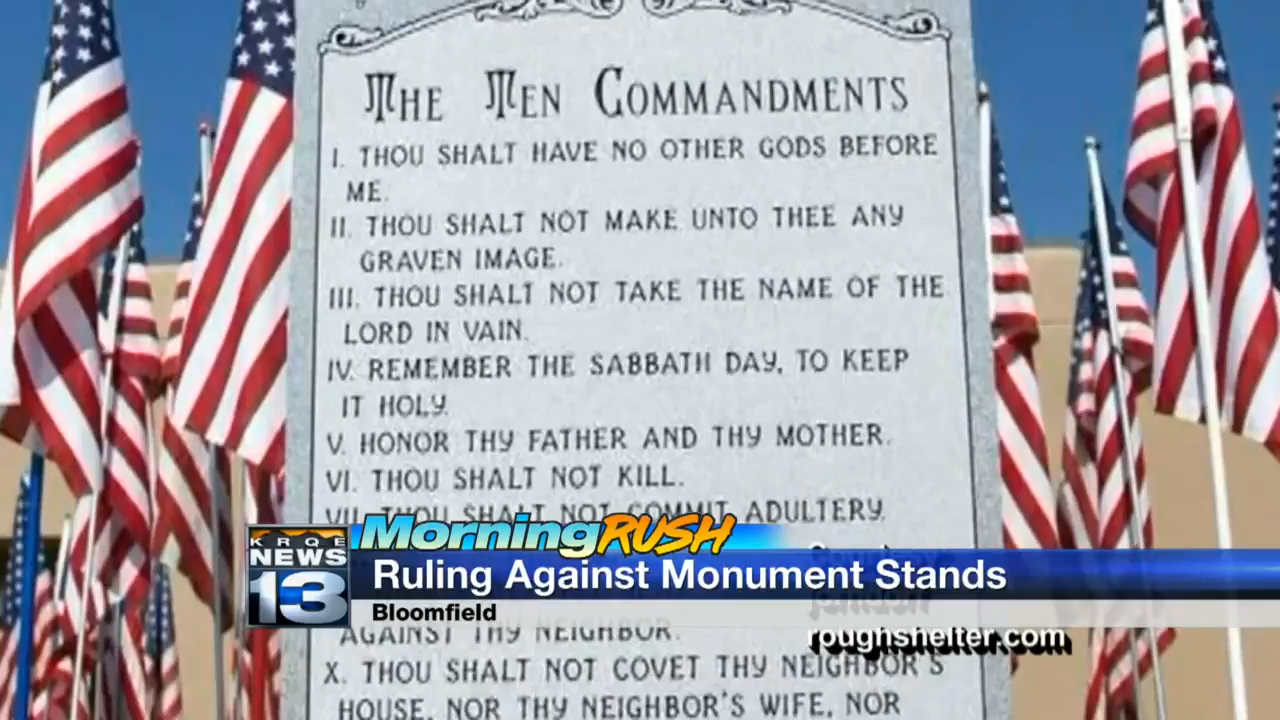 The Ten Commandments
I. THOU SHALT HAVE NO OTHER GODS BEFORE
ME.
II. THOU SHALT NOT MAKE UNTO THEE ANY
GRAVEN IMAGE.
III. THOU SHALT NOT TAKE THE NAME OF THE
LORD IN VAIN.
IV. REMEMBER THE SABBATH DAY, TO KEEP
IT HOLY.
V. HONOR THY FATHER AND THY MOTHER.
VI. THOU SHALT NOT KILL.
VII. THOU SHALT NOT COMMIT ADULTERY.
MorningRUSH
KRQE
NEWS
13
Ruling Against Monument Stands
Bloomfield
AGAINST THY NEIGHBOR.
roughshelter.com
X. THOU SHALT NOT COVET THY NEIGHBOR'S
HOUSE, NOR THY NEIGHBOR'S WIFE, NOR